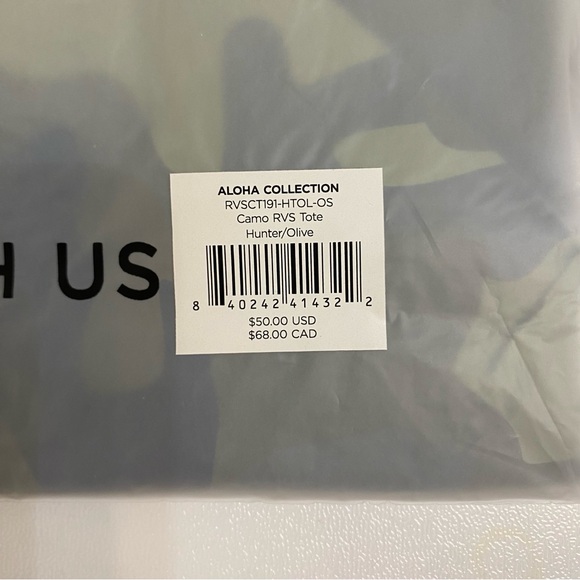 ALOHA COLLECTION
RVSCT191-HTOL-OS
Camo RVS Tote
Hunter/Olive
H US
8 40242 41432 2
$50.00 USD
$68.00 CAD